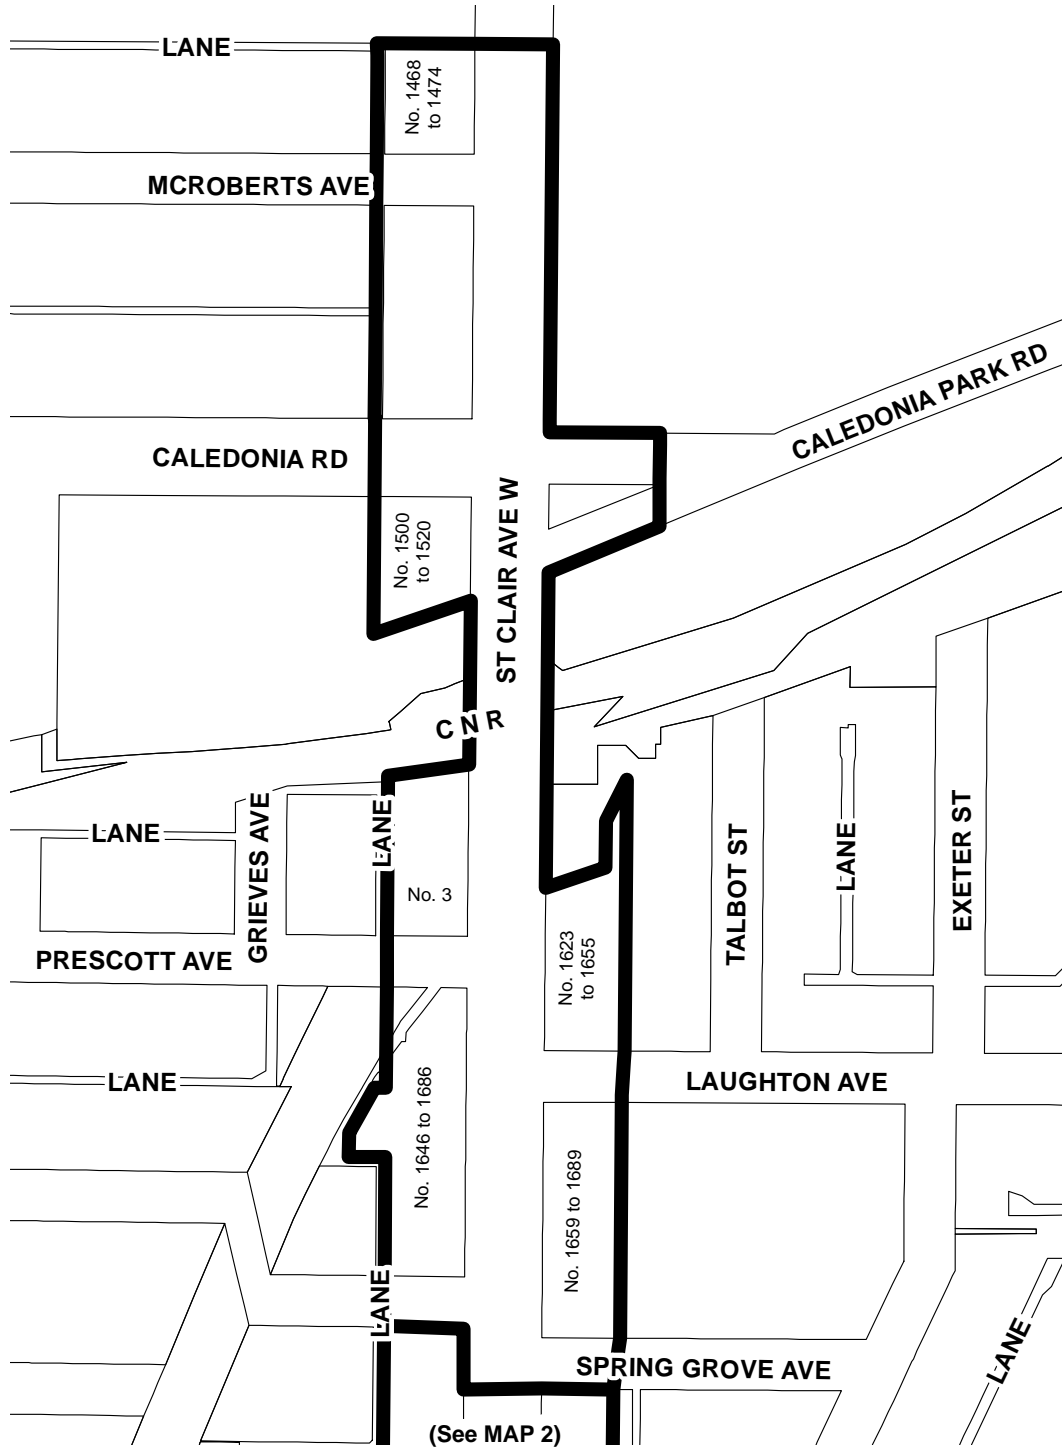 LANE
No. 1468
to 1474
MCROBERTS AVE
CALEDONIA PARK RD
CALEDONIA RD
ST CLAIR AVE W
No. 1500
to 1520
C N R
LANE
GRIEVES AVE
LANE
No. 3
PRESCOTT AVE
No. 1623
to 1655
TALBOT ST
LANE
EXETER ST
LANE
No. 1646 to 1686
LAUGHTON AVE
No. 1659 to 1689
LANE
SPRING GROVE AVE
LANE
(See MAP 2)